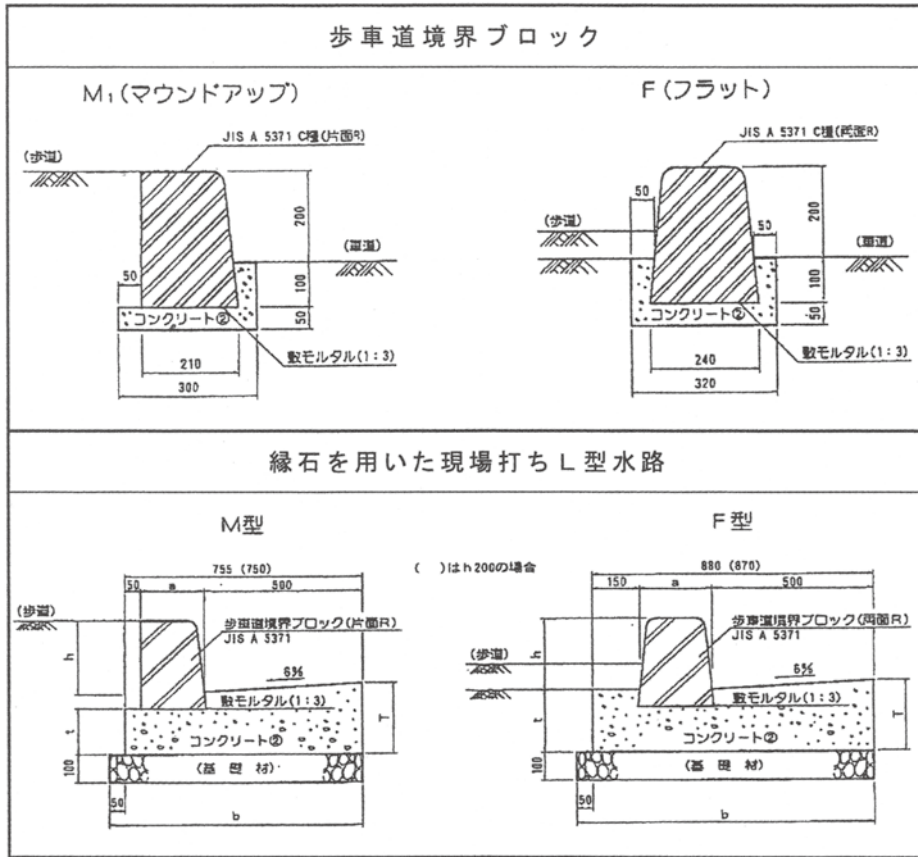 歩車道境界ブロック
M₁(マウンドアップ)
JIS A 5371 C種(片面R)
(歩道)
200
(車道)
50
100
50
コンクリート②
敷モルタル(1:3)
210
300
F(フラット)
JIS A 5371 C種(両面R)
50
(歩道)
200
50
(車道)
100
50
コンクリート②
敷モルタル(1:3)
240
320
縁石を用いた現場打ちL型水路
M型
755 (750)
50
a
500
(歩道)
歩車道境界ブロック(片面R)
JIS A 5371
h
6%
敷モルタル(1:3)
t
T
コンクリート②
100
(基礎材)
50
b
( )はh200の場合
F型
880 (870)
150
a
500
歩車道境界ブロック(両面R)
JIS A 5371
h
(歩道)
6%
敷モルタル(1:3)
t
T
コンクリート②
100
(基礎材)
50
b